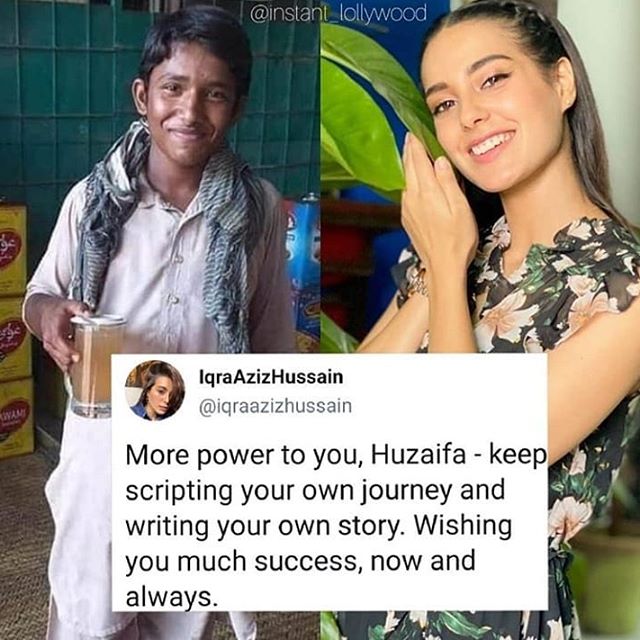 @instant_lollywood
AWAMI
IqraAzizHussain
@iqraazizhussain
More power to you, Huzaifa - keep
scripting your own journey and
writing your own story. Wishing
you much success, now and
always.